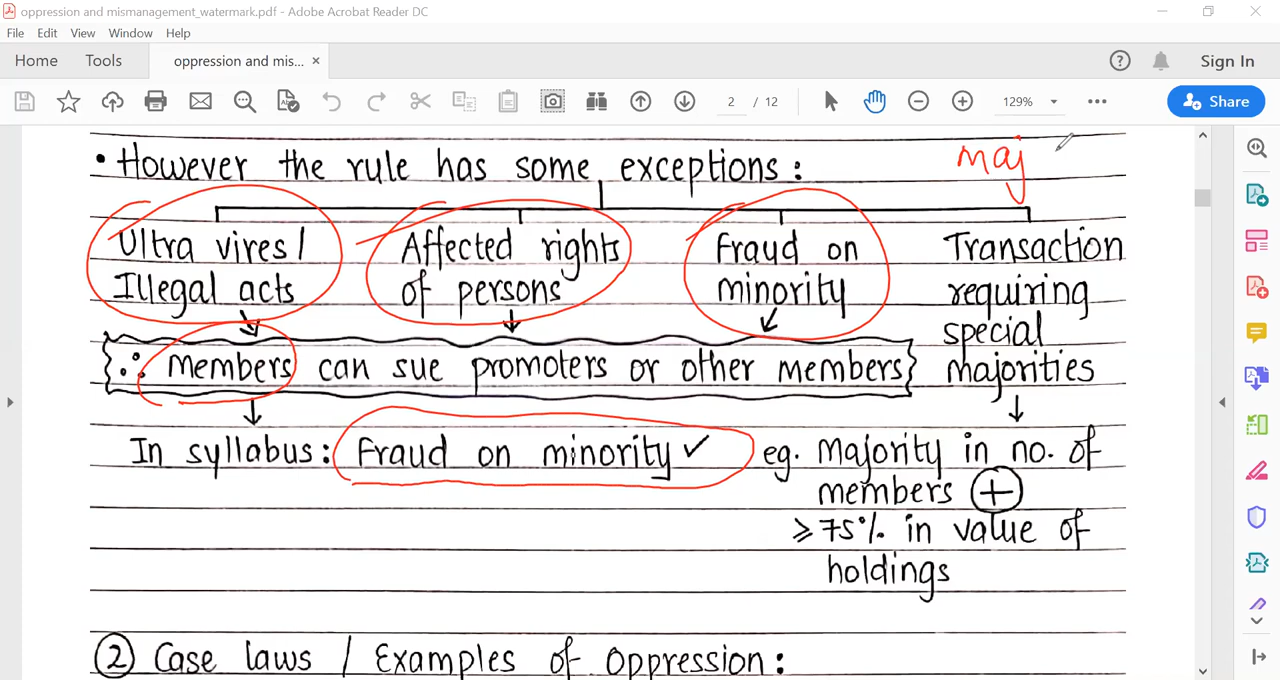 oppression and mismanagement_watermark.pdf - Adobe Acrobat Reader DC
File Edit View Window Help
Home Tools oppression and mis... × Sign In
2 / 12 129% Share
• However the rule has some exceptions : maj
Ultra vires / Affected rights Fraud on Transaction
Illegal acts of persons minority requiring
special
∴ members can sue promoters or other members majorities
In syllabus : Fraud on minority ✓ eg. Majority in no. of
members +
≥ 75% in value of
holdings
2 Case laws / Examples of oppression :